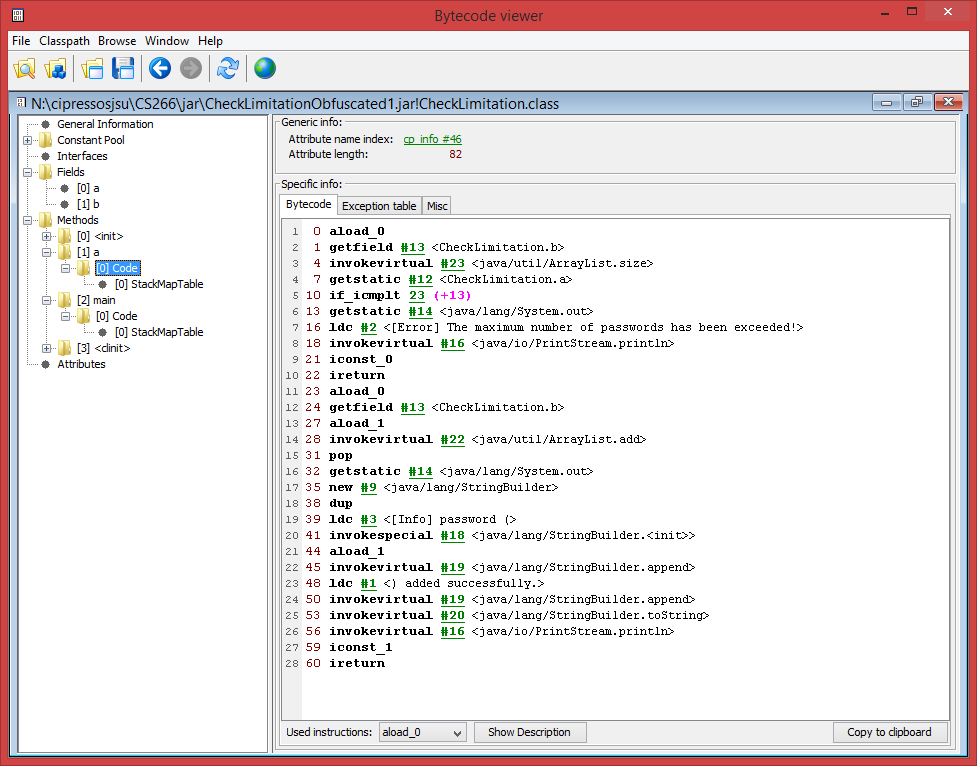 Bytecode viewer
File Classpath Browse Window Help
N:\cipressosjsu\CS266\jar\CheckLimitationObfuscated1.jar!CheckLimitation.class
General Information
Constant Pool
Interfaces
Fields
[0] a
[1] b
Methods
[0] <init>
[1] a
[0] Code
[0] StackMapTable
[2] main
[0] Code
[0] StackMapTable
[3] <clinit>
Attributes
Generic info:
Attribute name index: cp_info #46
Attribute length: 82
Specific info:
Bytecode Exception table Misc
1 0 aload_0
2 1 getfield #13 <CheckLimitation.b>
3 4 invokevirtual #23 <java/util/ArrayList.size>
4 7 getstatic #12 <CheckLimitation.a>
5 10 if_icmplt 23 (+13)
6 13 getstatic #14 <java/lang/System.out>
7 16 ldc #2 <[Error] The maximum number of passwords has been exceeded!>
8 18 invokevirtual #16 <java/io/PrintStream.println>
9 21 iconst_0
10 22 ireturn
11 23 aload_0
12 24 getfield #13 <CheckLimitation.b>
13 27 aload_1
14 28 invokevirtual #22 <java/util/ArrayList.add>
15 31 pop
16 32 getstatic #14 <java/lang/System.out>
17 35 new #9 <java/lang/StringBuilder>
18 38 dup
19 39 ldc #3 <[Info] password (>
20 41 invokespecial #18 <java/lang/StringBuilder.<init>>
21 44 aload_1
22 45 invokevirtual #19 <java/lang/StringBuilder.append>
23 48 ldc #1 <) added successfully.>
24 50 invokevirtual #19 <java/lang/StringBuilder.append>
25 53 invokevirtual #20 <java/lang/StringBuilder.toString>
26 56 invokevirtual #16 <java/io/PrintStream.println>
27 59 iconst_1
28 60 ireturn
Used instructions: aload_0 Show Description Copy to clipboard